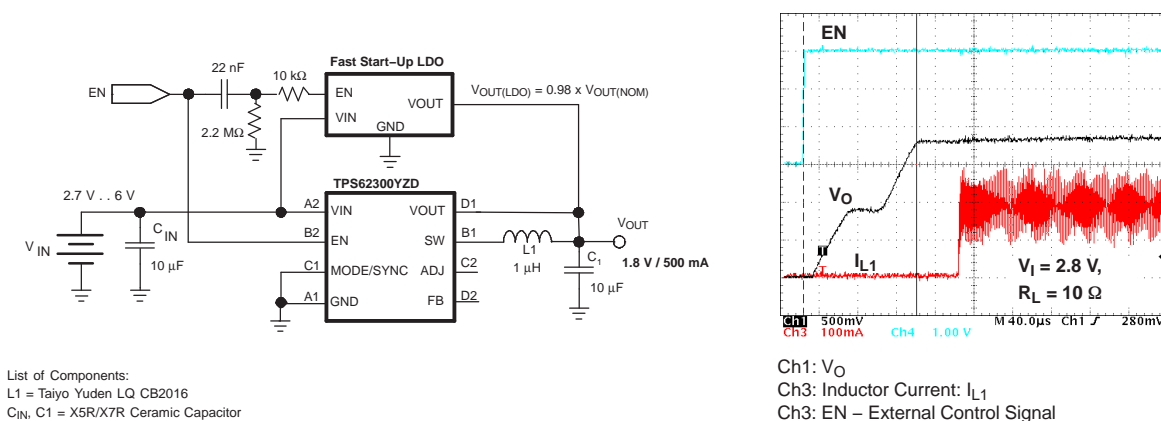 Fast Start–Up LDO
22 nF
10 kΩ
EN
EN
VOUT
VOUT(LDO) = 0.98 x VOUT(NOM)
VIN
2.2 MΩ
GND
TPS62300YZD
2.7 V . . 6 V
A2
VIN
VOUT
D1
VOUT
V IN
C IN
B2
EN
SW
B1
L1
1.8 V / 500 mA
10 µF
C1
MODE/SYNC
ADJ
C2
1 µH
C1
10 µF
A1
GND
FB
D2
List of Components:
L1 = Taiyo Yuden LQ CB2016
CIN, C1 = X5R/X7R Ceramic Capacitor
EN
VO
T
T
IL1
VI = 2.8 V,
RL = 10 Ω
Ch1 500mV M 40.0µs Ch1 ∫ 280mV
Ch3 100mA Ch4 1.00 V
Ch1: VO
Ch3: Inductor Current: IL1
Ch3: EN – External Control Signal